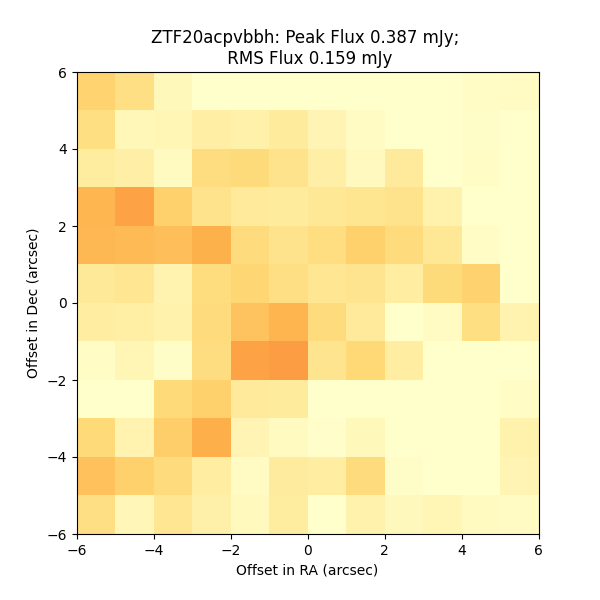 ZTF20acpvbbh: Peak Flux 0.387 mJy;
RMS Flux 0.159 mJy
6
4
2
0
−2
−4
−6
Offset in Dec (arcsec)
−6 −4 −2 0 2 4 6
Offset in RA (arcsec)